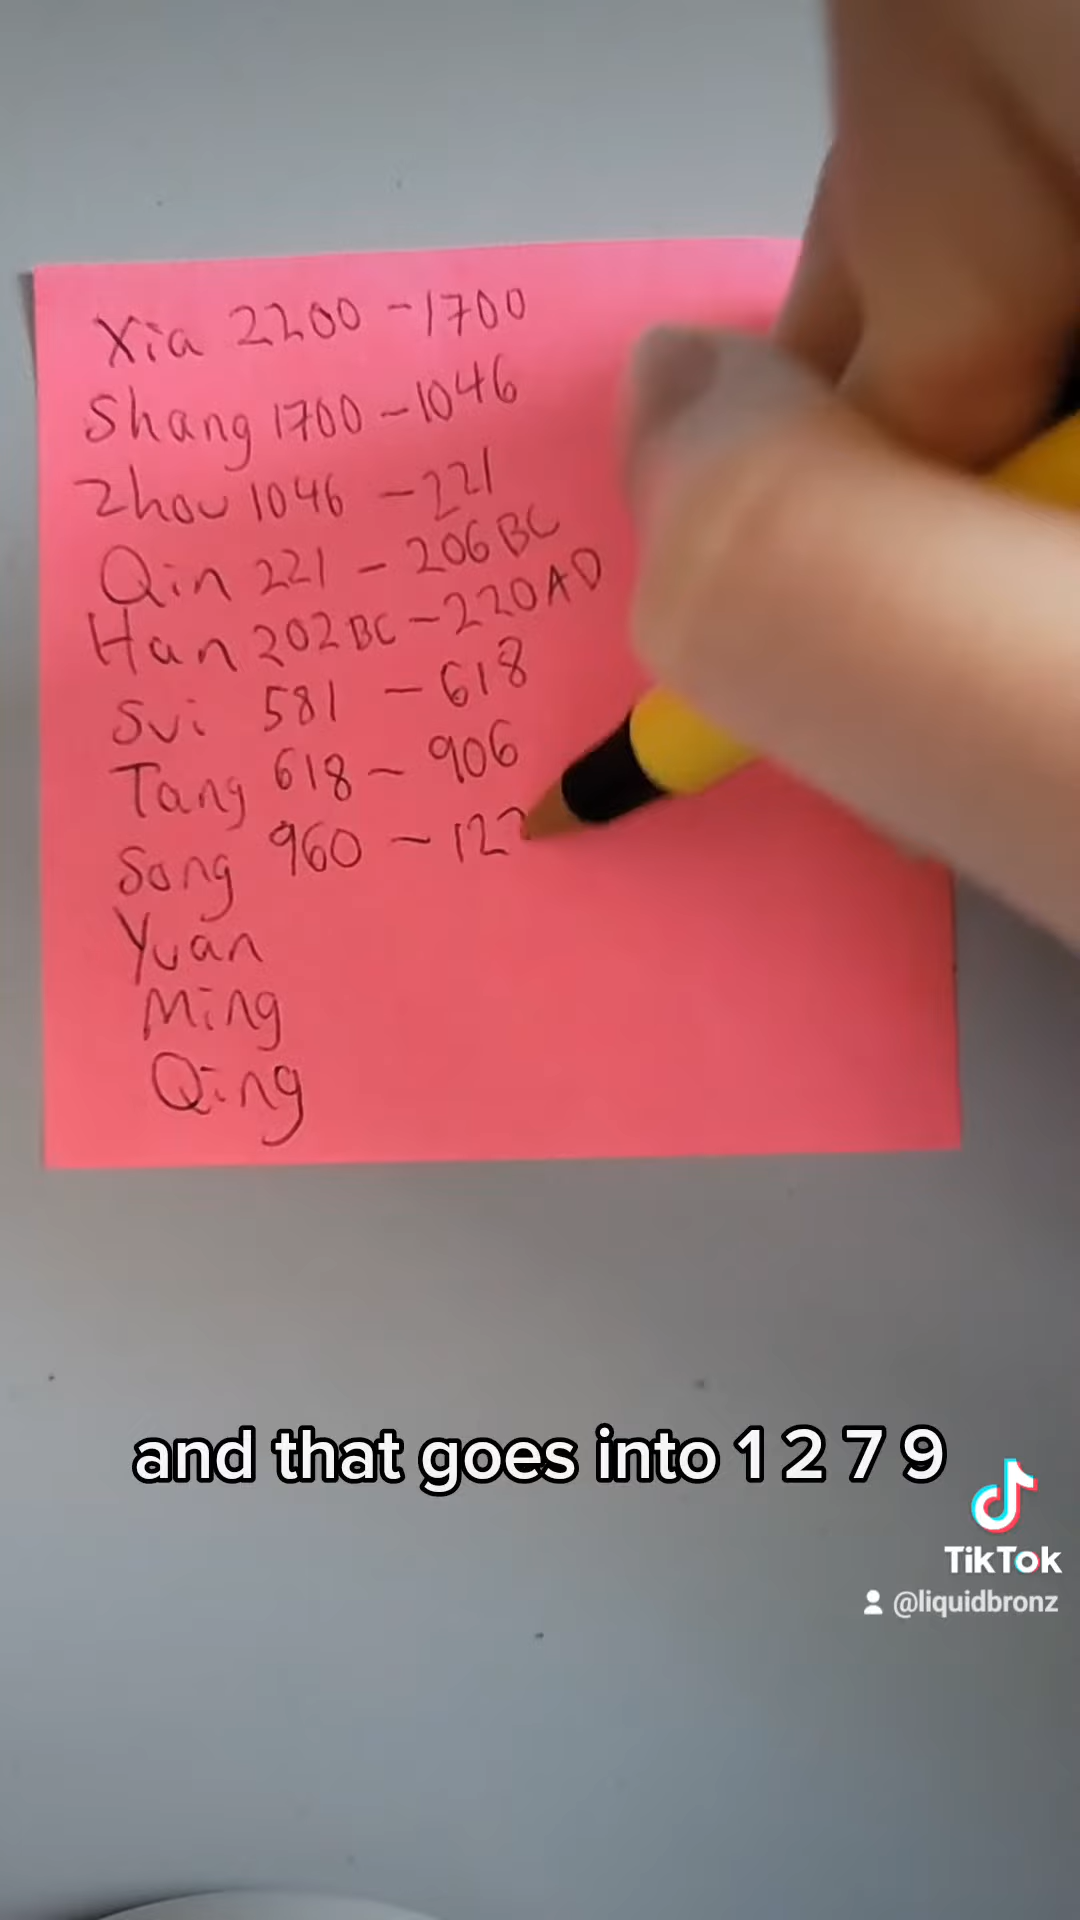 Xia 2200 - 1700
Shang 1700 - 1046
Zhou 1046 - 221
Qin 221 - 206 BC
Han 202 BC - 220 AD
Sui 581 - 618
Tang 618 - 906
Song 960 - 127
Yuan
Ming
Qing
and that goes into 1 2 7 9
TikTok
@liquidbronz